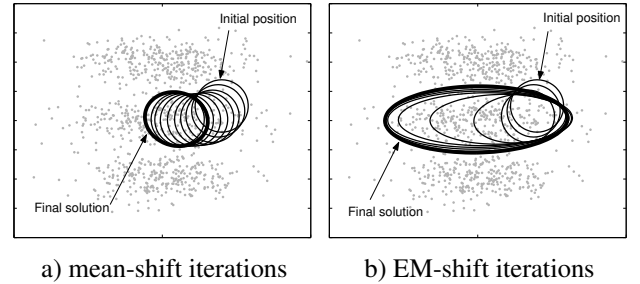 Initial position
Final solution
Initial position
Final solution
a) mean-shift iterations
b) EM-shift iterations